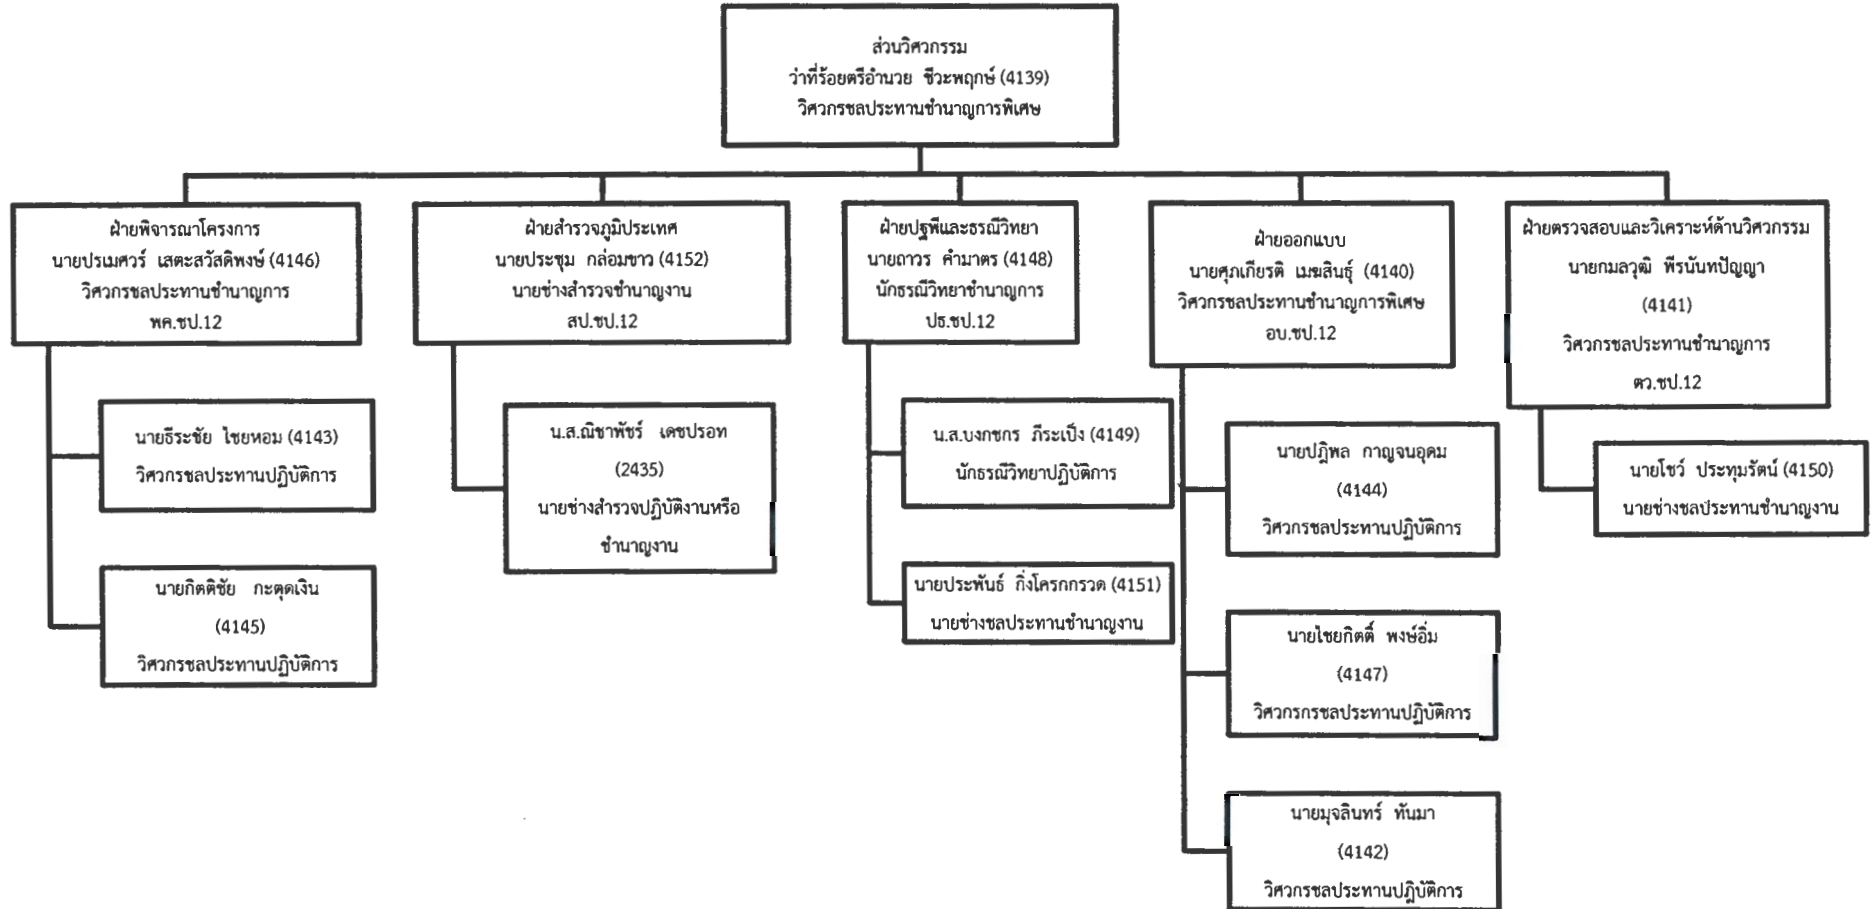 ส่วนวิศวกรรม
ว่าที่ร้อยตรีอำนวย ชีวะพฤกษ์ (4139)
วิศวกรชลประทานชำนาญการพิเศษ
ฝ่ายพิจารณาโครงการ
นายปรเมศวร์ เสตะสวัสดิพงษ์ (4146)
วิศวกรชลประทานชำนาญการ
พค.ชป.12
นายธีระชัย ไชยหอม (4143)
วิศวกรชลประทานปฏิบัติการ
นายกิตติชัย กะตุดเงิน
(4145)
วิศวกรชลประทานปฏิบัติการ
ฝ่ายสำรวจภูมิประเทศ
นายประชุม กล่อมขาว (4152)
นายช่างสำรวจชำนาญงาน
สป.ชป.12
น.ส.ณิชาพัชร์ เดชปรอท
(2435)
นายช่างสำรวจปฏิบัติงานหรือ
ชำนาญงาน
ฝ่ายปฐพีและธรณีวิทยา
นายถาวร คำมาตร (4148)
นักธรณีวิทยาชำนาญการ
ปธ.ชป.12
น.ส.บงกชกร ภีระเป็ง (4149)
นักธรณีวิทยาปฏิบัติการ
นายประพันธ์ กิ่งโครกกรวด (4151)
นายช่างชลประทานชำนาญงาน
ฝ่ายออกแบบ
นายศุภเกียรติ เมฆสินธุ์ (4140)
วิศวกรชลประทานชำนาญการพิเศษ
อบ.ชป.12
นายปฎิพล กาญจนอุดม
(4144)
วิศวกรชลประทานปฏิบัติการ
นายไชยกิตติ์ พงษ์อิ่ม
(4147)
วิศวกรกรชลประทานปฏิบัติการ
นายมุจลินทร์ ทันมา
(4142)
วิศวกรชลประทานปฏิบัติการ
ฝ่ายตรวจสอบและวิเคราะห์ด้านวิศวกรรม
นายกมลวุฒิ พีรนันทปัญญา
(4141)
วิศวกรชลประทานชำนาญการ
ตว.ชป.12
นายโชว์ ประทุมรัตน์ (4150)
นายช่างชลประทานชำนาญงาน